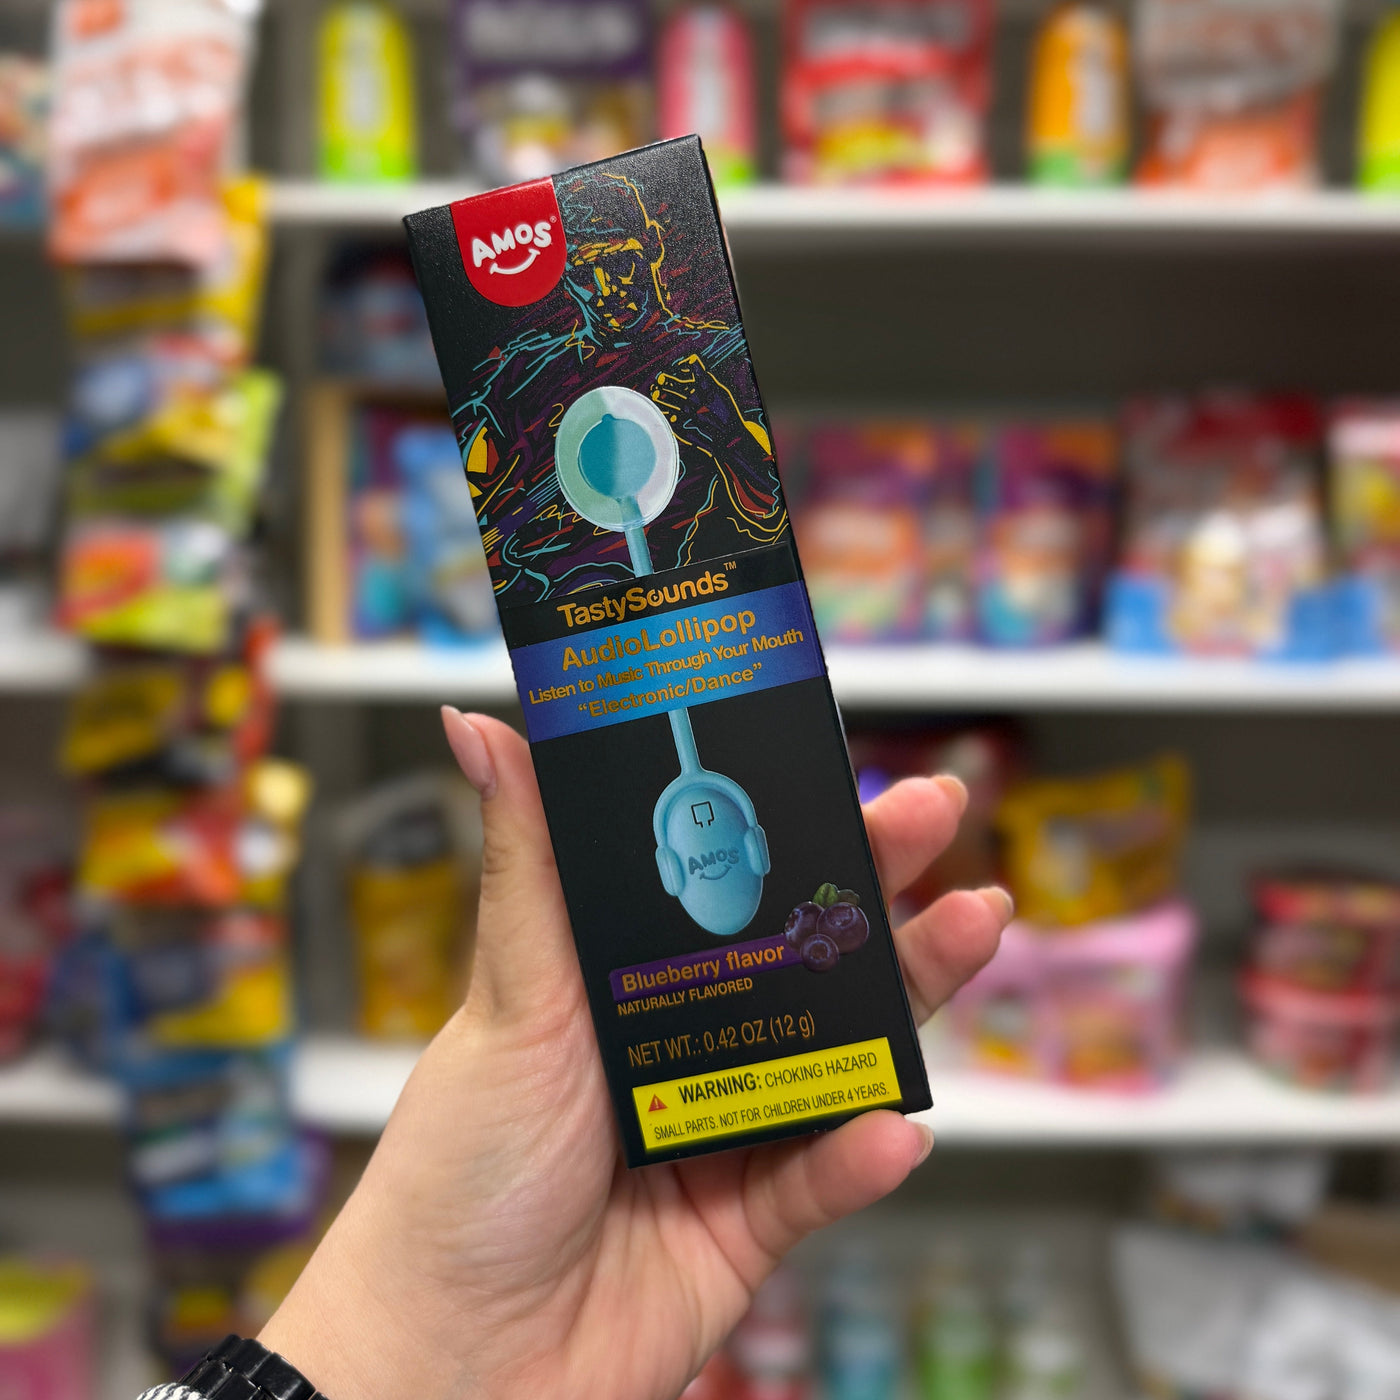 AMOS®
TastySounds™
AudioLollipop
Listen to Music Through Your Mouth
“Electronic/Dance”
AMOS
Blueberry flavor
NATURALLY FLAVORED
NET WT.: 0.42 OZ (12 g)
WARNING: CHOKING HAZARD
SMALL PARTS. NOT FOR CHILDREN UNDER 4 YEARS.